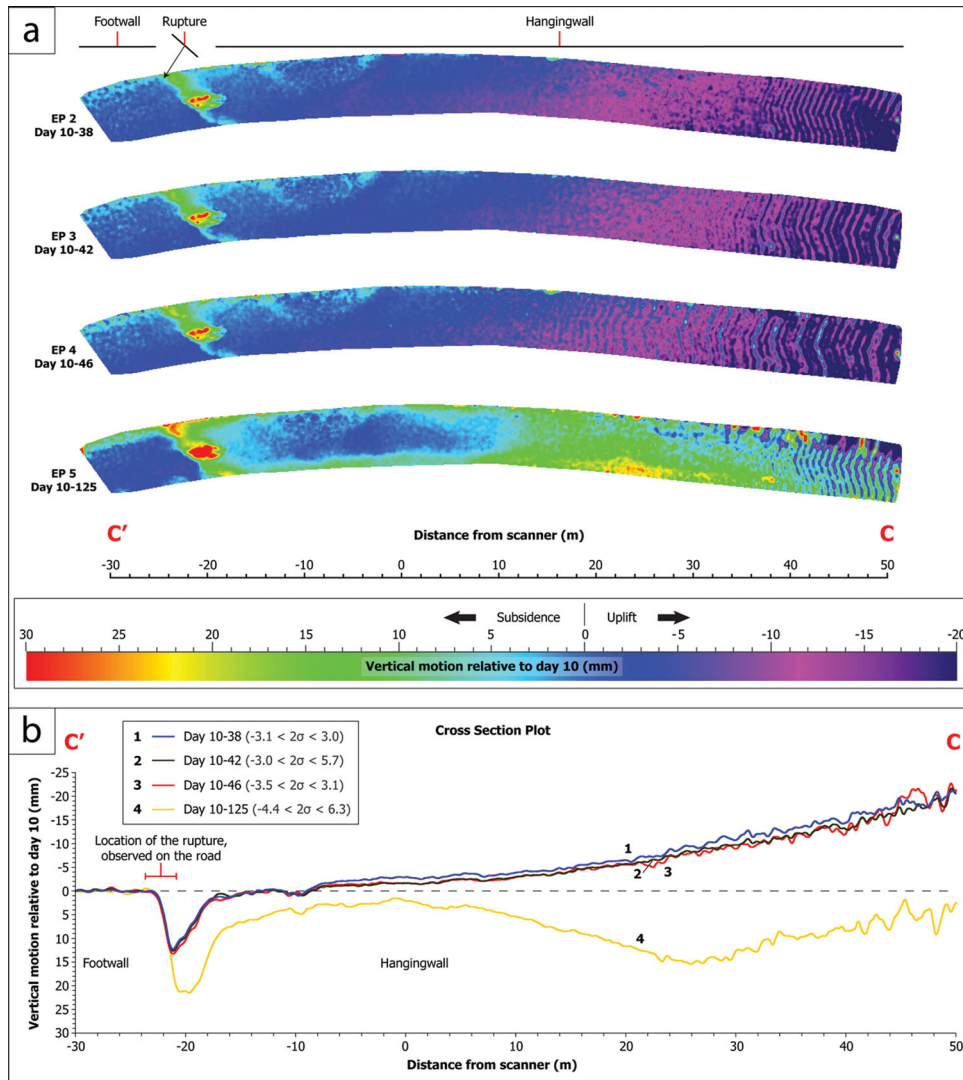 a
Footwall
Rupture
Hangingwall
EP 2
Day 10-38
EP 3
Day 10-42
EP 4
Day 10-46
EP 5
Day 10-125
C′
Distance from scanner (m)
C
-30 -20 -10 0 10 20 30 40 50
Subsidence Uplift
30 25 20 15 10 5 0 -5 -10 -15 -20
Vertical motion relative to day 10 (mm)
b
C′
Cross Section Plot
C
1 Day 10-38 (-3.1 < 2σ < 3.0)
2 Day 10-42 (-3.0 < 2σ < 5.7)
3 Day 10-46 (-3.5 < 2σ < 3.1)
4 Day 10-125 (-4.4 < 2σ < 6.3)
Vertical motion relative to day 10 (mm)
-25
-20
-15
-10
-5
0
5
10
15
20
25
30
Location of the rupture,
observed on the road
1
2
3
4
Footwall
Hangingwall
-30 -20 -10 0 10 20 30 40 50
Distance from scanner (m)